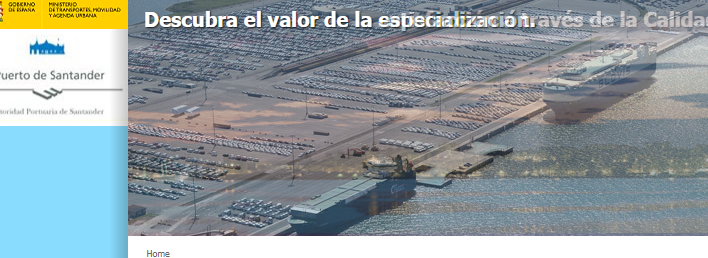 GOBIERNO
DE ESPAÑA
MINISTERIO
DE TRANSPORTES, MOVILIDAD
Y AGENDA URBANA
Puerto de Santander
Autoridad Portuaria de Santander
Descubra el valor de la especialización.
través de la Calidad
Home